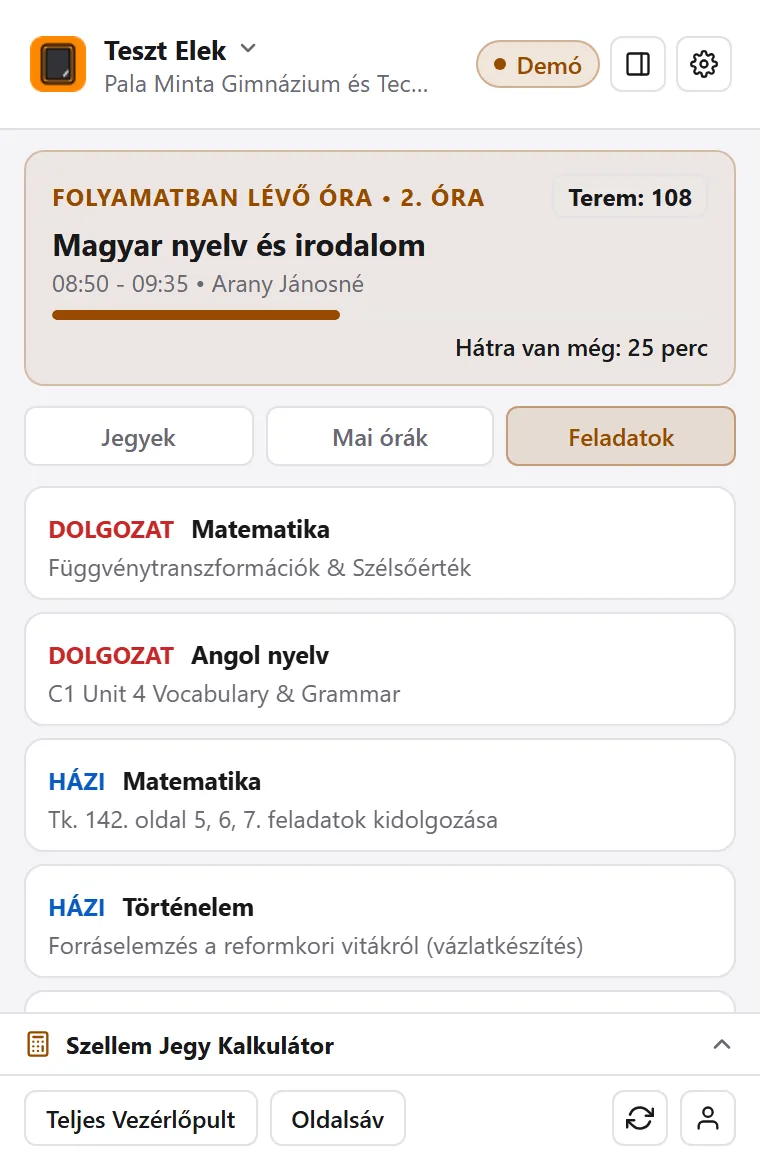 Teszt Elek
Pala Minta Gimnázium és Tec...
Demó
FOLYAMATBAN LÉVŐ ÓRA • 2. ÓRA
Terem: 108
Magyar nyelv és irodalom
08:50 - 09:35 • Arany Jánosné
Hátra van még: 25 perc
Jegyek
Mai órák
Feladatok
DOLGOZAT Matematika
Függvénytranszformációk & Szélsőérték
DOLGOZAT Angol nyelv
C1 Unit 4 Vocabulary & Grammar
HÁZI Matematika
Tk. 142. oldal 5, 6, 7. feladatok kidolgozása
HÁZI Történelem
Forráselemzés a reformkori vitákról (vázlatkészítés)
Szellem Jegy Kalkulátor
Teljes Vezérlőpult
Oldalsáv